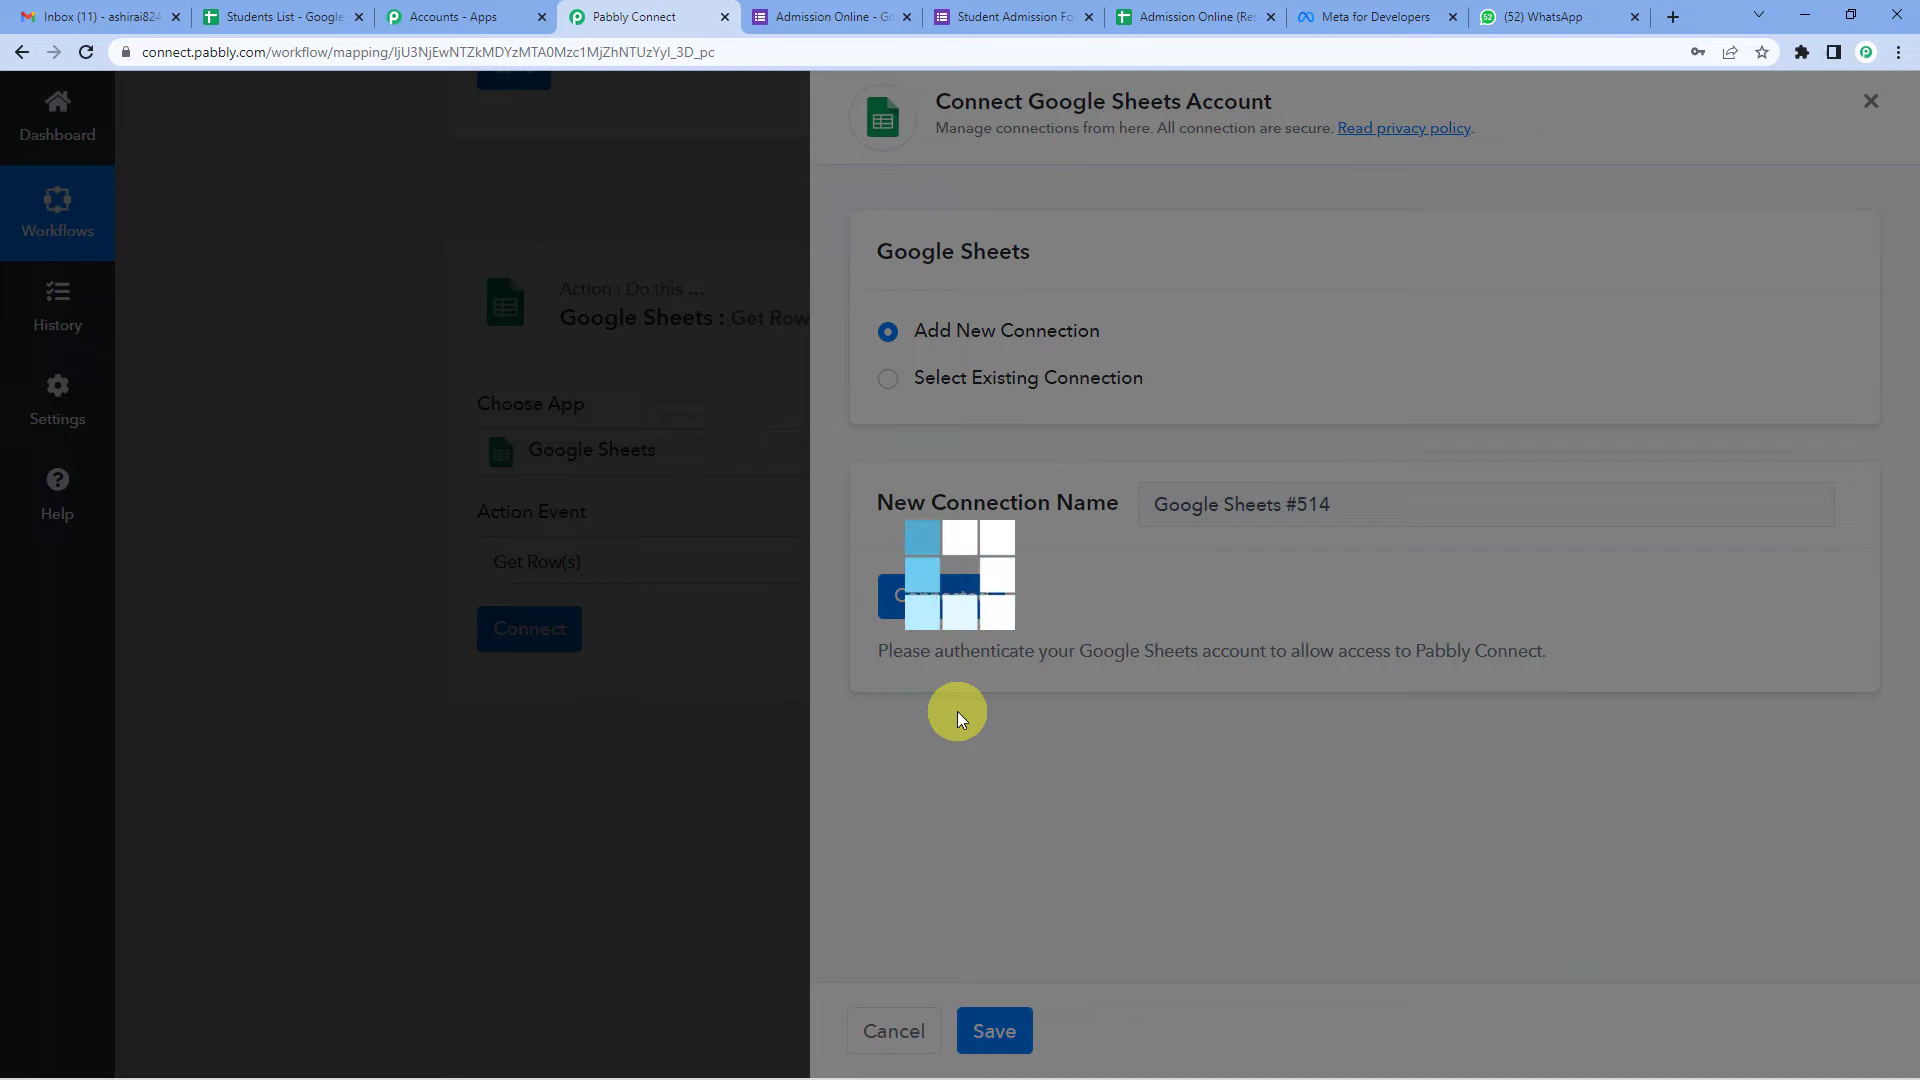 Inbox (11) - ashirai824
Students List - Google
Accounts - Apps
Pabbly Connect
Admission Online - Go
Student Admission Fo
Admission Online (Res
Meta for Developers
(52) WhatsApp
connect.pabbly.com/workflow/mapping/IjU3NjEwNTZkMDYzMTA0Mzc1MjZhNTUzYyI_3D_pc
Dashboard
Workflows
History
Settings
Help
Action : Do this ...
Google Sheets : Get Row
Choose App
Google Sheets
Action Event
Get Row(s)
Connect
Connect Google Sheets Account
Manage connections from here. All connection are secure. Read privacy policy.
Google Sheets
Add New Connection
Select Existing Connection
New Connection Name
Google Sheets #514
Please authenticate your Google Sheets account to allow access to Pabbly Connect.
Cancel
Save